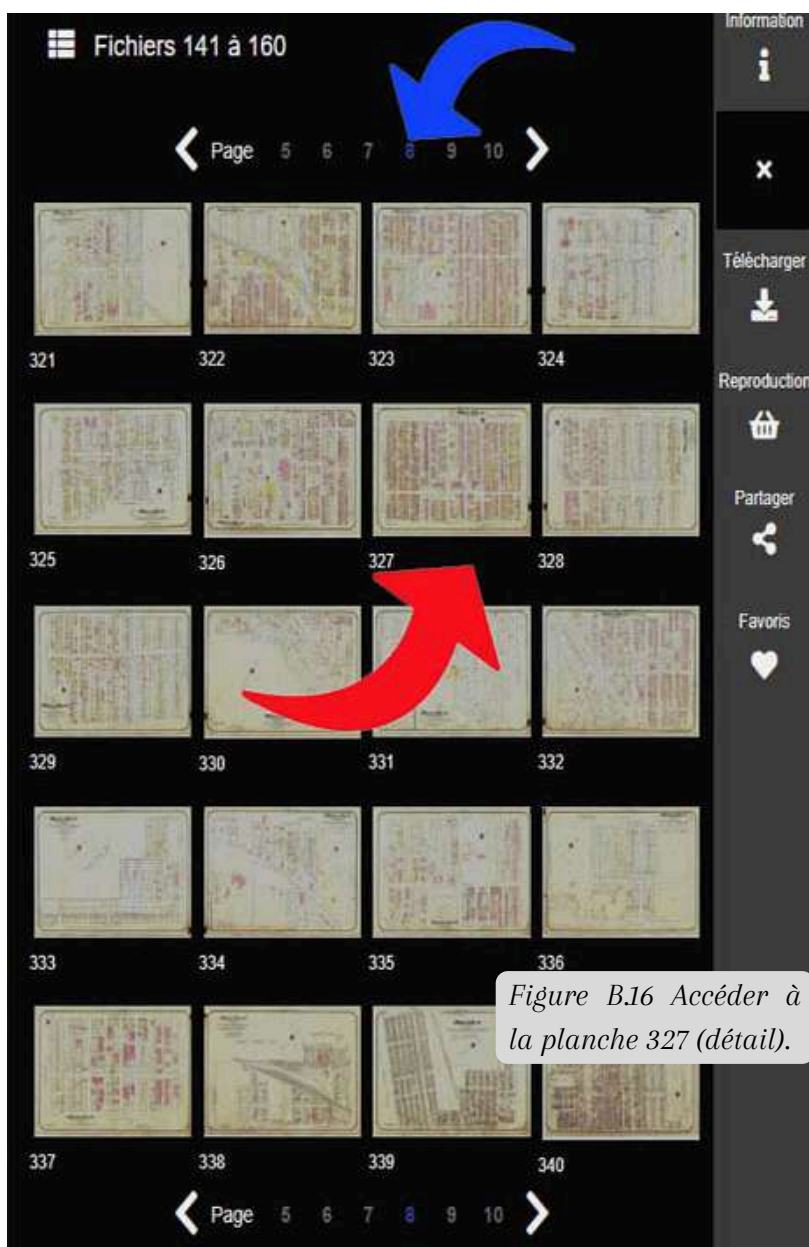 Fichiers 141 à 160
Page 5 6 7 8 9 10
321 322 323 324
325 326 327 328
329 330 331 332
333 334 335 336
337 338 339 340
Page 5 6 7 8 9 10
Information
Télécharger
Reproduction
Partager
Favoris
Figure B.16 Accéder à
la planche 327 (détail).